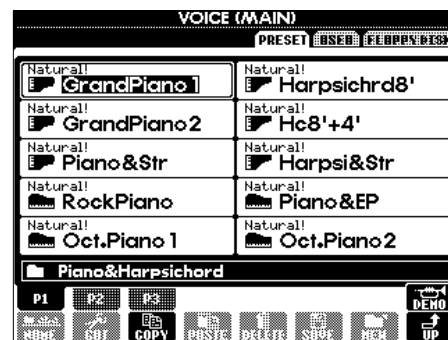 VOICE (MAIN)
PRESET USER FLOPPY DISK
Natural! Natural!
GrandPiano1 Harpsichrd8'
Natural! Natural!
GrandPiano2 Hc8'+4'
Natural! Natural!
Piano&Str Harpsi&Str
Natural! Natural!
RockPiano Piano&EP
Natural! Natural!
Oct.Piano1 Oct.Piano2
Piano&Harpsichord
P1 P2 P3
DEMO
NAME CUT COPY PASTE DELETE SAVE NEW UP